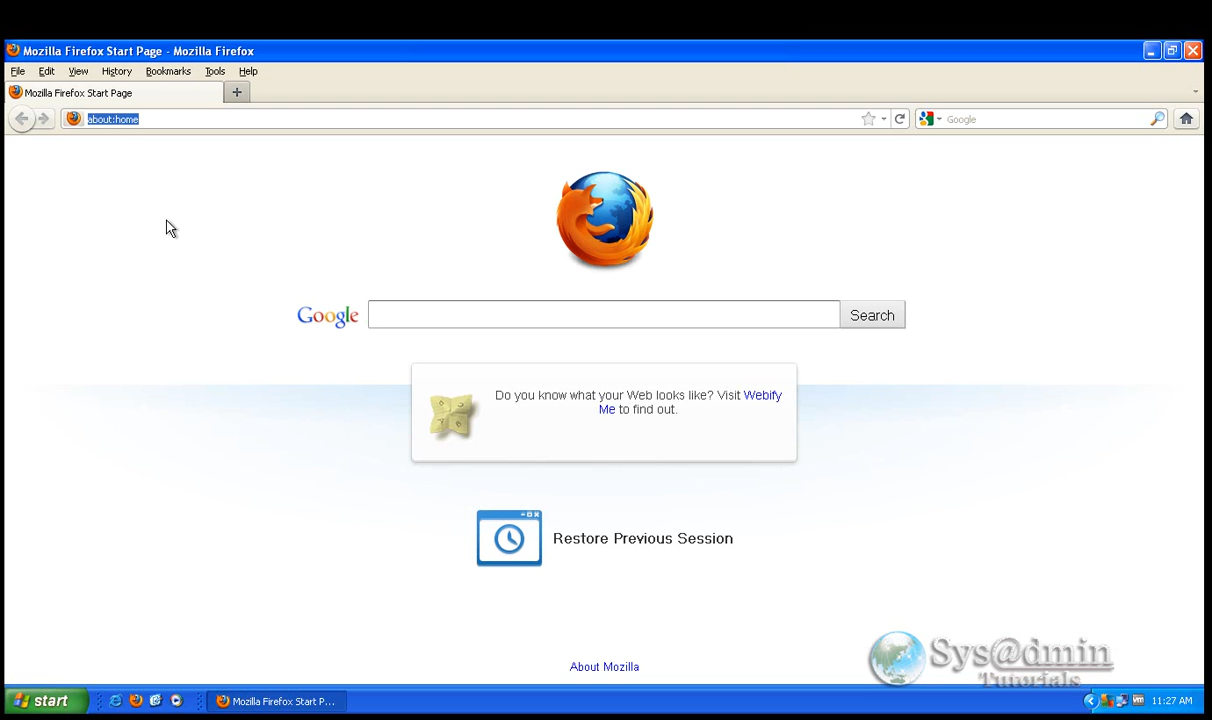 Mozilla Firefox Start Page - Mozilla Firefox
File Edit View History Bookmarks Tools Help
Mozilla Firefox Start Page
about:home
Google
Google
Search
Do you know what your Web looks like? Visit Webify
Me to find out.
Restore Previous Session
Sys@dmin
Tutorials
About Mozilla
start
Mozilla Firefox Start P...
11:27 AM